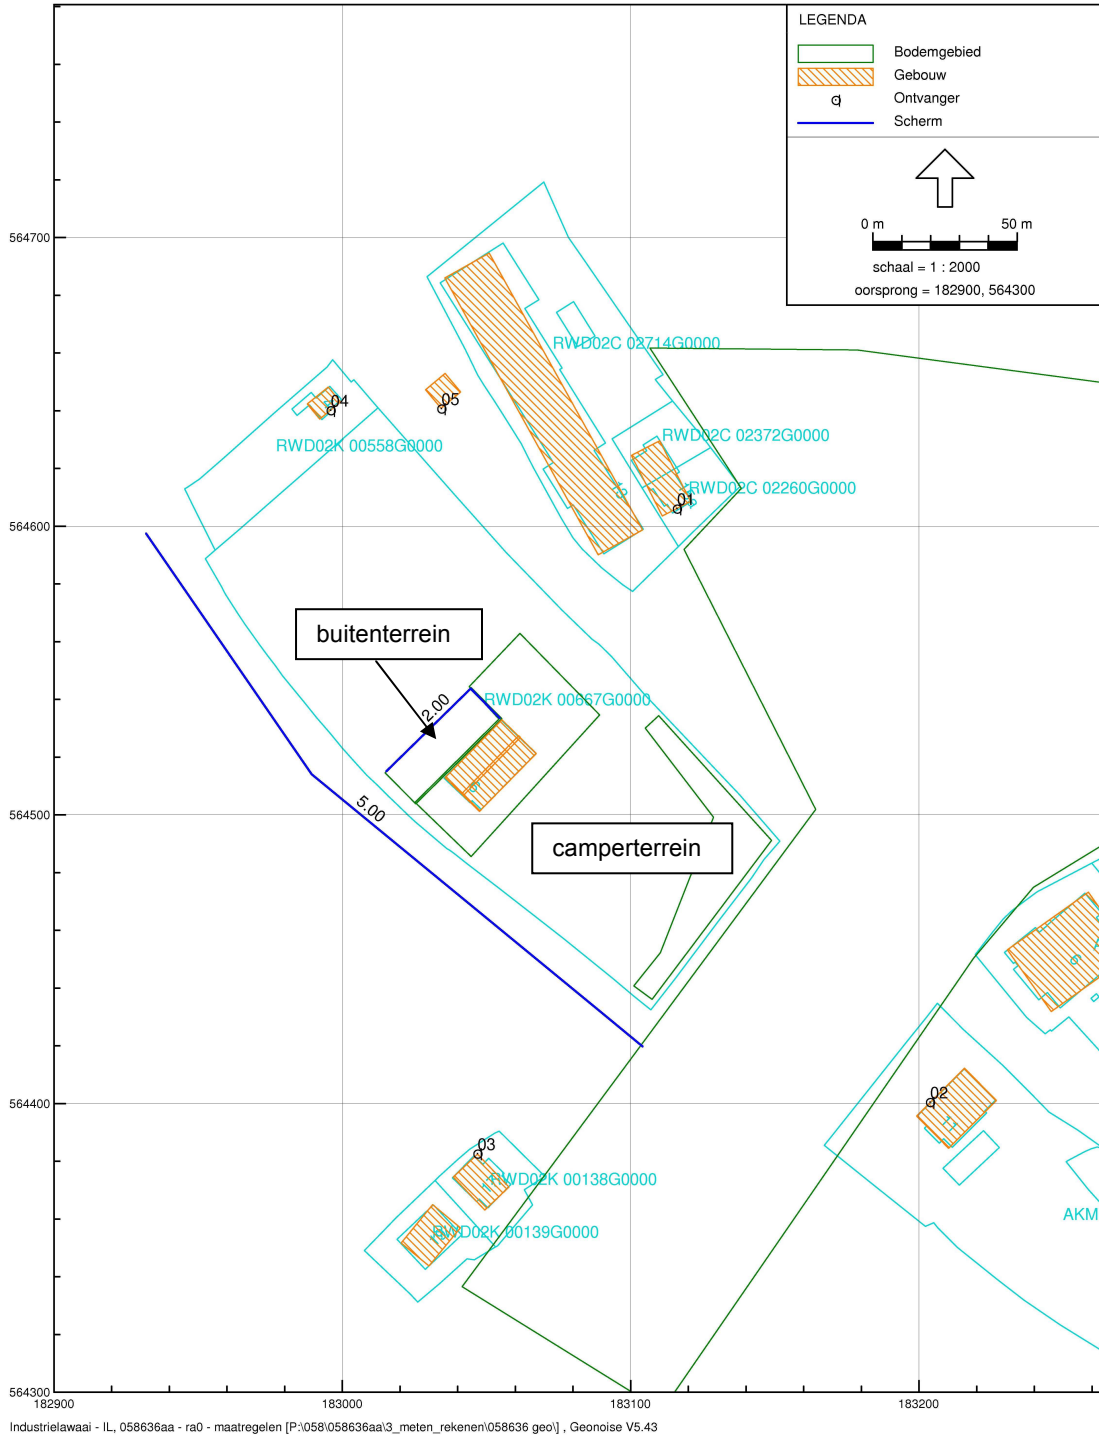 LEGENDA
Bodemgebied
Gebouw
Ontvanger
Scherm
0 m 50 m
schaal = 1 : 2000
oorsprong = 182900, 564300
564700
RWD02C 02714G0000
04
05
RWD02K 00558G0000
RWD02C 02372G0000
RWD02C 02260G0000
01
564600
buitenterrein
RWD02K 00667G0000
2.00
5.00
564500
camperterrein
564400
02
03
RWD02K 00138G0000
RWD02K 00139G0000
AKM
564300
182900 183000 183100 183200
Industrielawaai - IL, 058636aa - ra0 - maatregelen [P:\058\058636aa\3_meten_rekenen\058636 geo\] , Geonoise V5.43